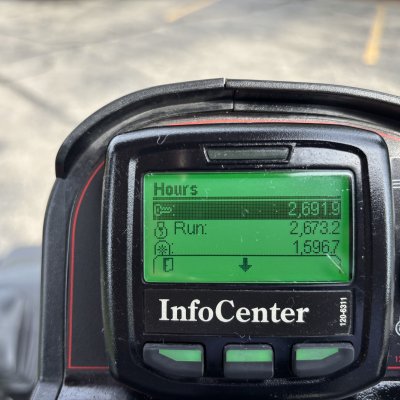 Hours
2,691.9
Run: 2,673.2
1,596.7
InfoCenter
120-6311